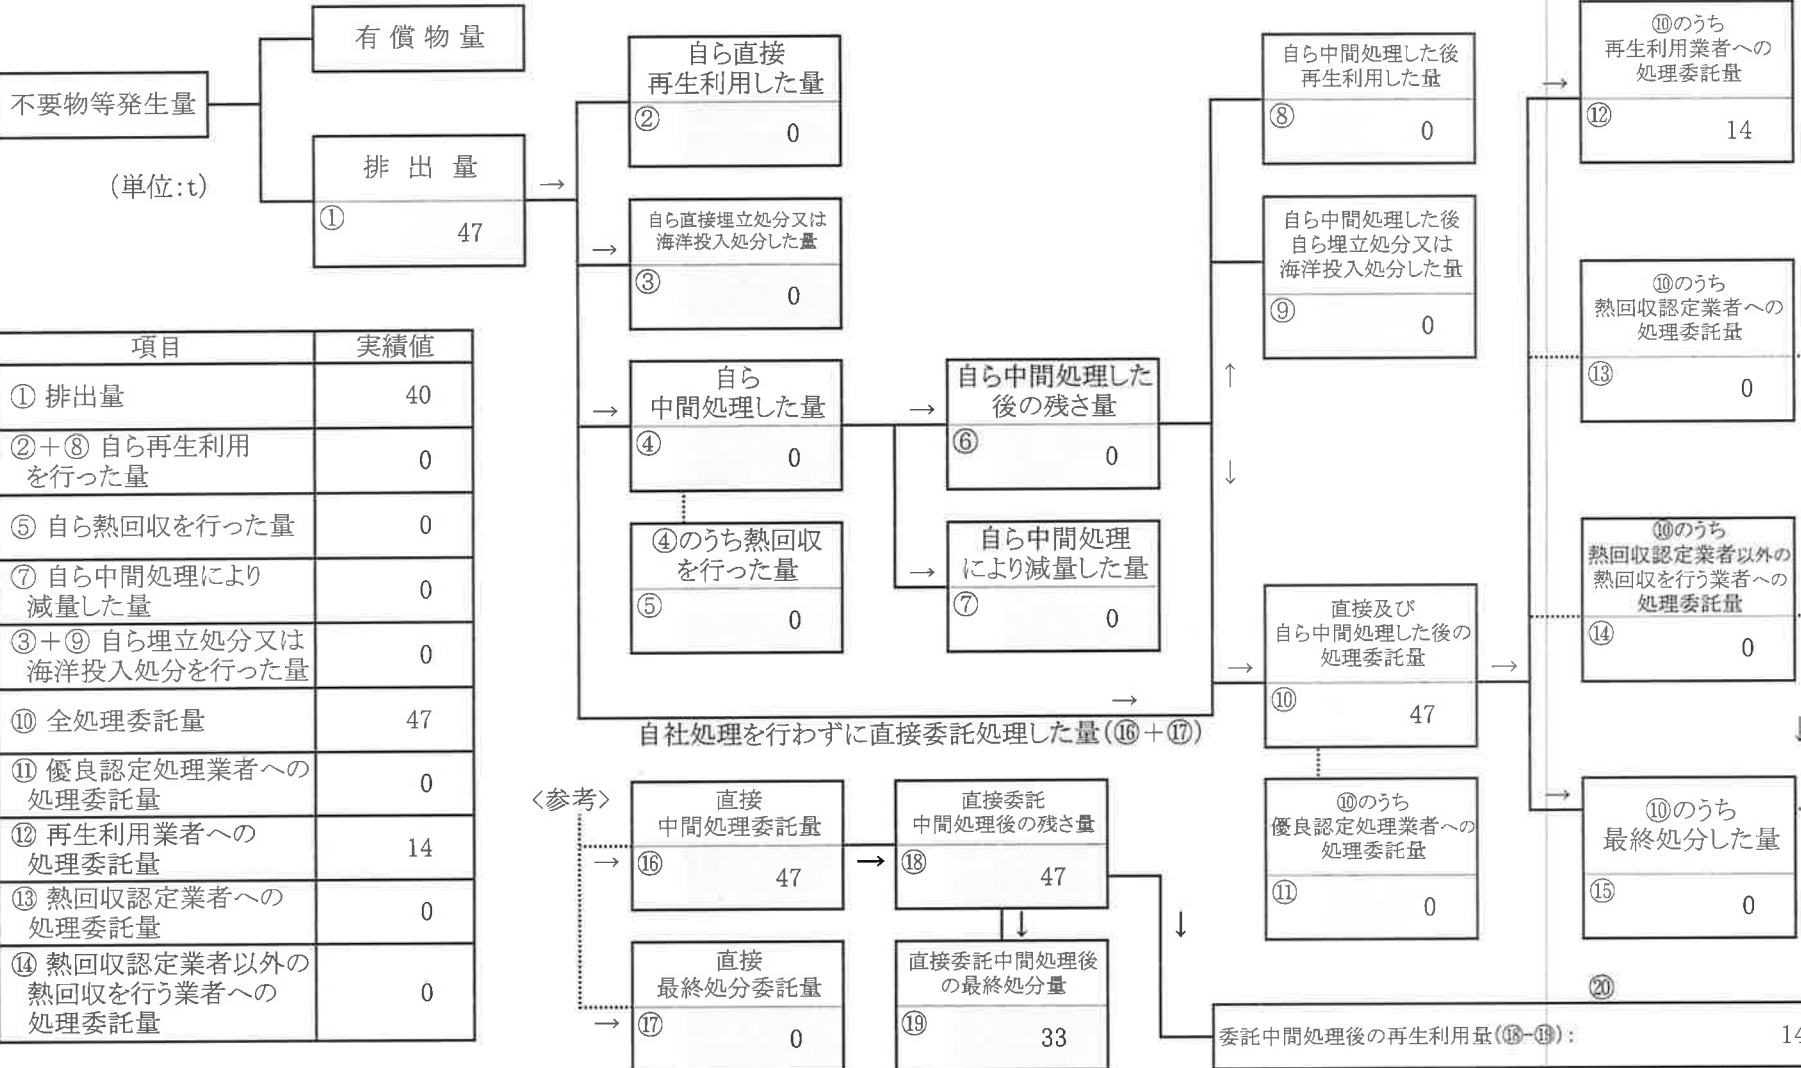 不要物等発生量
有償物量
排出量
①
47
(単位:t)
自ら直接
再生利用した量
②
0
自ら直接埋立処分又は
海洋投入処分した量
③
0
自ら
中間処理した量
④
0
④のうち熱回収
を行った量
⑤
0
自ら中間処理した
後の残さ量
⑥
0
自ら中間処理
により減量した量
⑦
0
自ら中間処理した後
再生利用した量
⑧
0
自ら中間処理した後
自ら埋立処分又は
海洋投入処分した量
⑨
0
直接及び
自ら中間処理した後の
処理委託量
⑩
47
⑩のうち
優良認定処理業者への
処理委託量
⑪
0
⑩のうち
再生利用業者への
処理委託量
⑫
14
⑩のうち
熱回収認定業者への
処理委託量
⑬
0
⑩のうち
熱回収認定業者以外の
熱回収を行う業者への
処理委託量
⑭
0
⑩のうち
最終処分した量
⑮
0
自社処理を行わずに直接委託処理した量(⑯+⑰)
<参考>
直接
中間処理委託量
⑯
47
直接
最終処分委託量
⑰
0
直接委託
中間処理後の残さ量
⑱
47
直接委託中間処理後
の最終処分量
⑲
33
⑳
委託中間処理後の再生利用量(⑱-⑲):
14
項目 実績値
① 排出量 40
②+⑧ 自ら再生利用
を行った量 0
⑤ 自ら熱回収を行った量 0
⑦ 自ら中間処理により
減量した量 0
③+⑨ 自ら埋立処分又は
海洋投入処分を行った量 0
⑩ 全処理委託量 47
⑪ 優良認定処理業者への
処理委託量 0
⑫ 再生利用業者への
処理委託量 14
⑬ 熱回収認定業者への
処理委託量 0
⑭ 熱回収認定業者以外の
熱回収を行う業者への
処理委託量 0